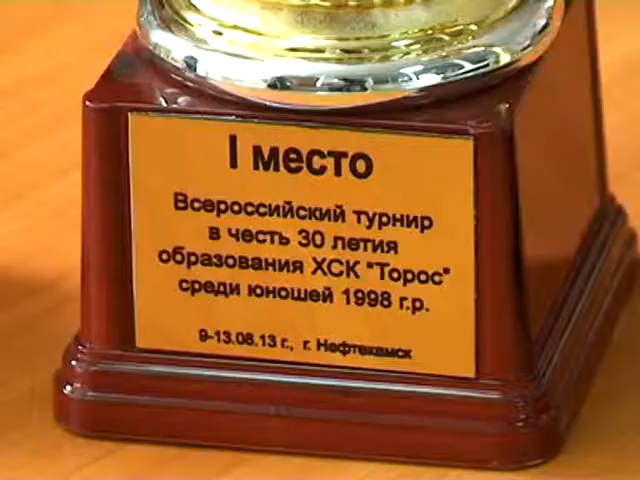 I место
Всероссийский турнир
в честь 30 летия
образования ХСК "Торос"
среди юношей 1998 г.р.
9-13.08.13 г., г. Нефтекамск